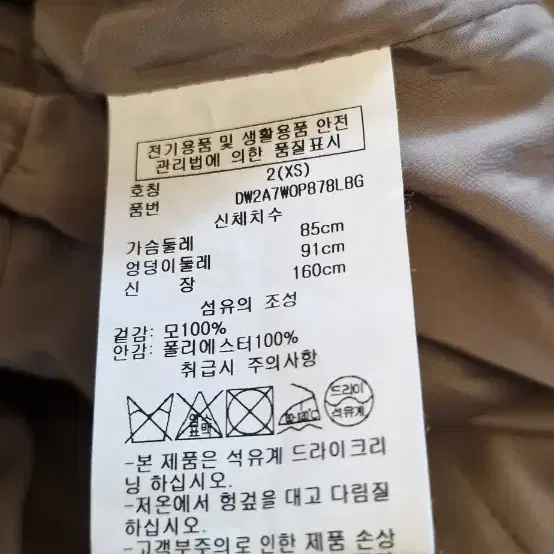 전기용품 및 생활용품 안전
관리법에 의한 품질표시
호칭 2(XS)
품번 DW2A7WOP878LBG
신체치수
가슴둘레 85cm
엉덩이둘레 91cm
신 장 160cm
섬유의 조성
겉감: 모100%
안감: 폴리에스터100%
취급시 주의사항
염소
표백
드라이
석유계
-본 제품은 석유계 드라이크리
닝 하십시오.
-저온에서 헝겊을 대고 다림질
하십시오.
-고객부주의로 인한 제품 손상